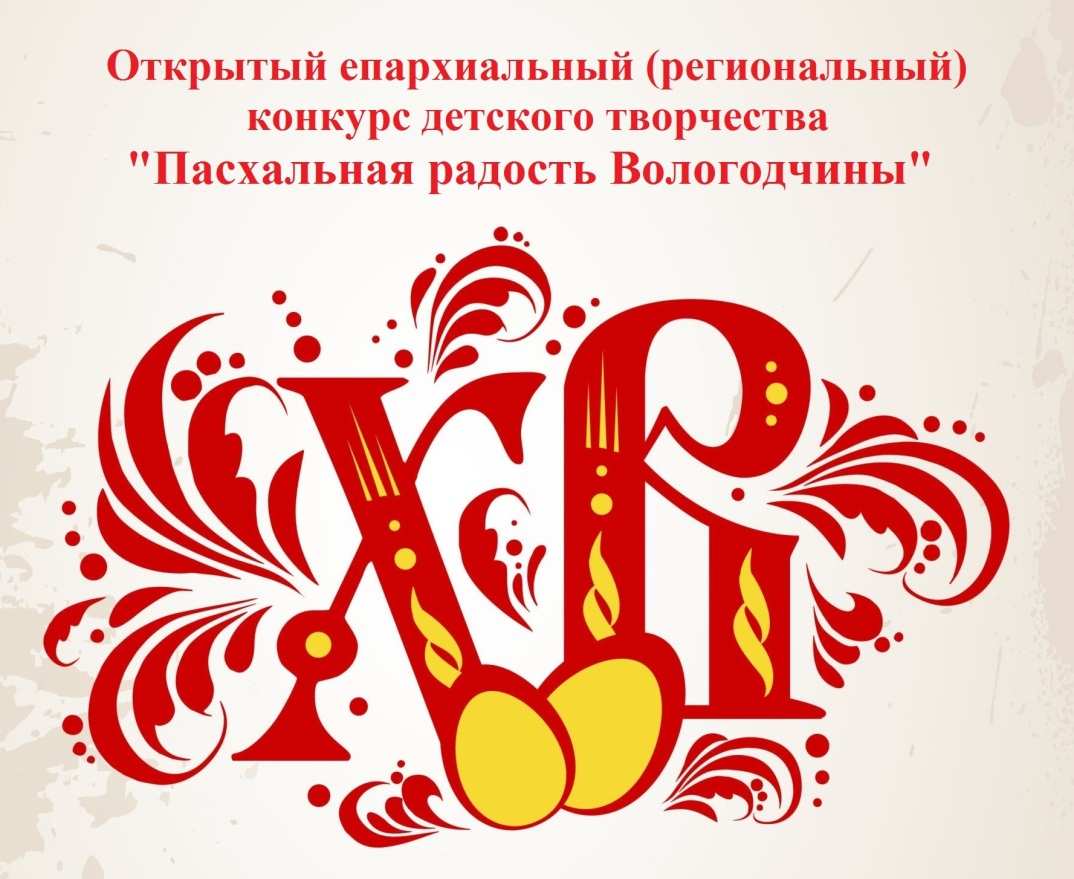 Открытый епархиальный (региональный)
конкурс детского творчества
"Пасхальная радость Вологодчины"
ХВ